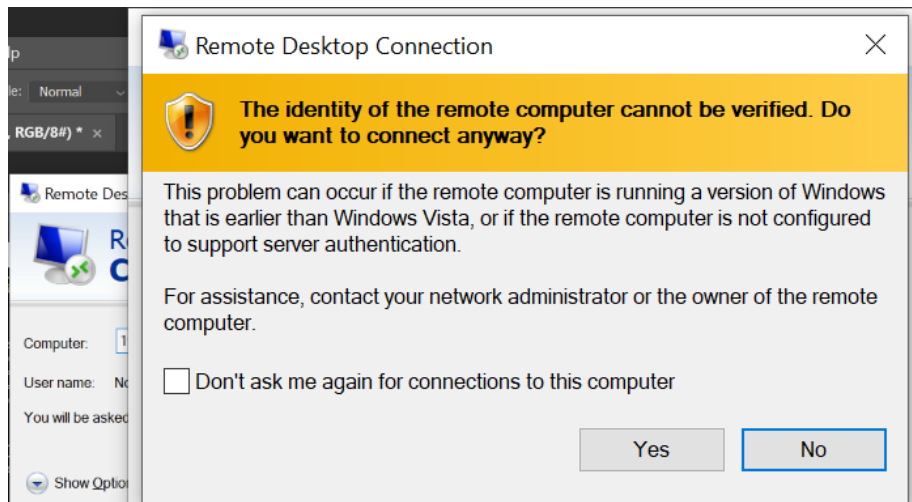 lp
le: Normal
, RGB/8#) * ×
Remote Desktop Connection
The identity of the remote computer cannot be verified. Do
you want to connect anyway?
This problem can occur if the remote computer is running a version of Windows
that is earlier than Windows Vista, or if the remote computer is not configured
to support server authentication.
For assistance, contact your network administrator or the owner of the remote
computer.
Don't ask me again for connections to this computer
Yes No
Remote Des
R
C
Computer: 1
User name: No
You will be asked
Show Optio